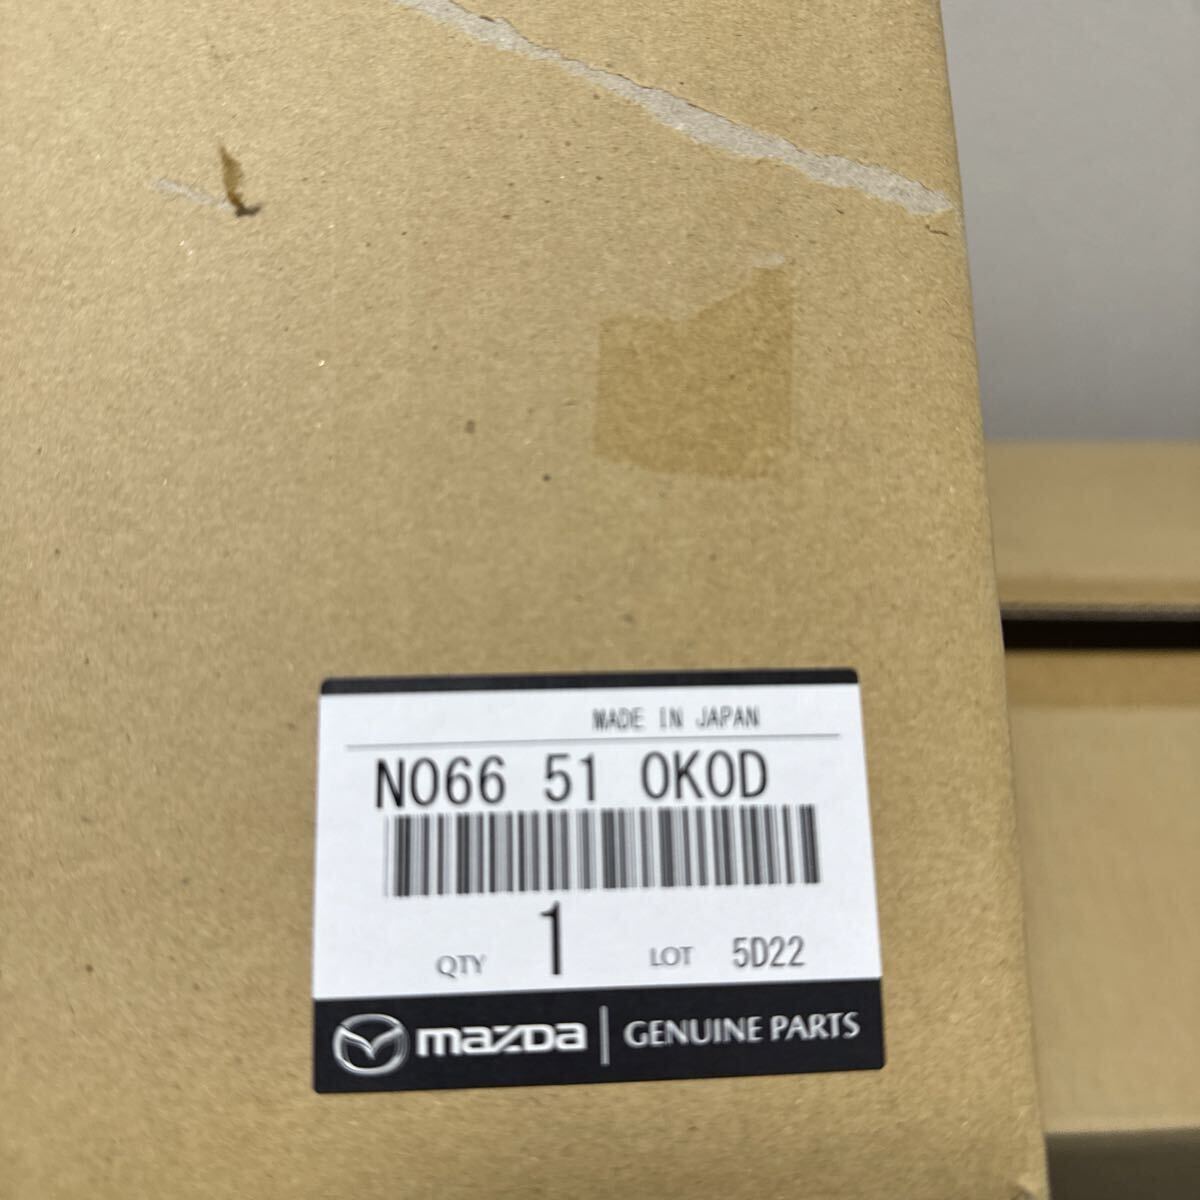 MADE IN JAPAN
N066 51 0K0D
QTY 1 LOT 5D22
mazda GENUINE PARTS